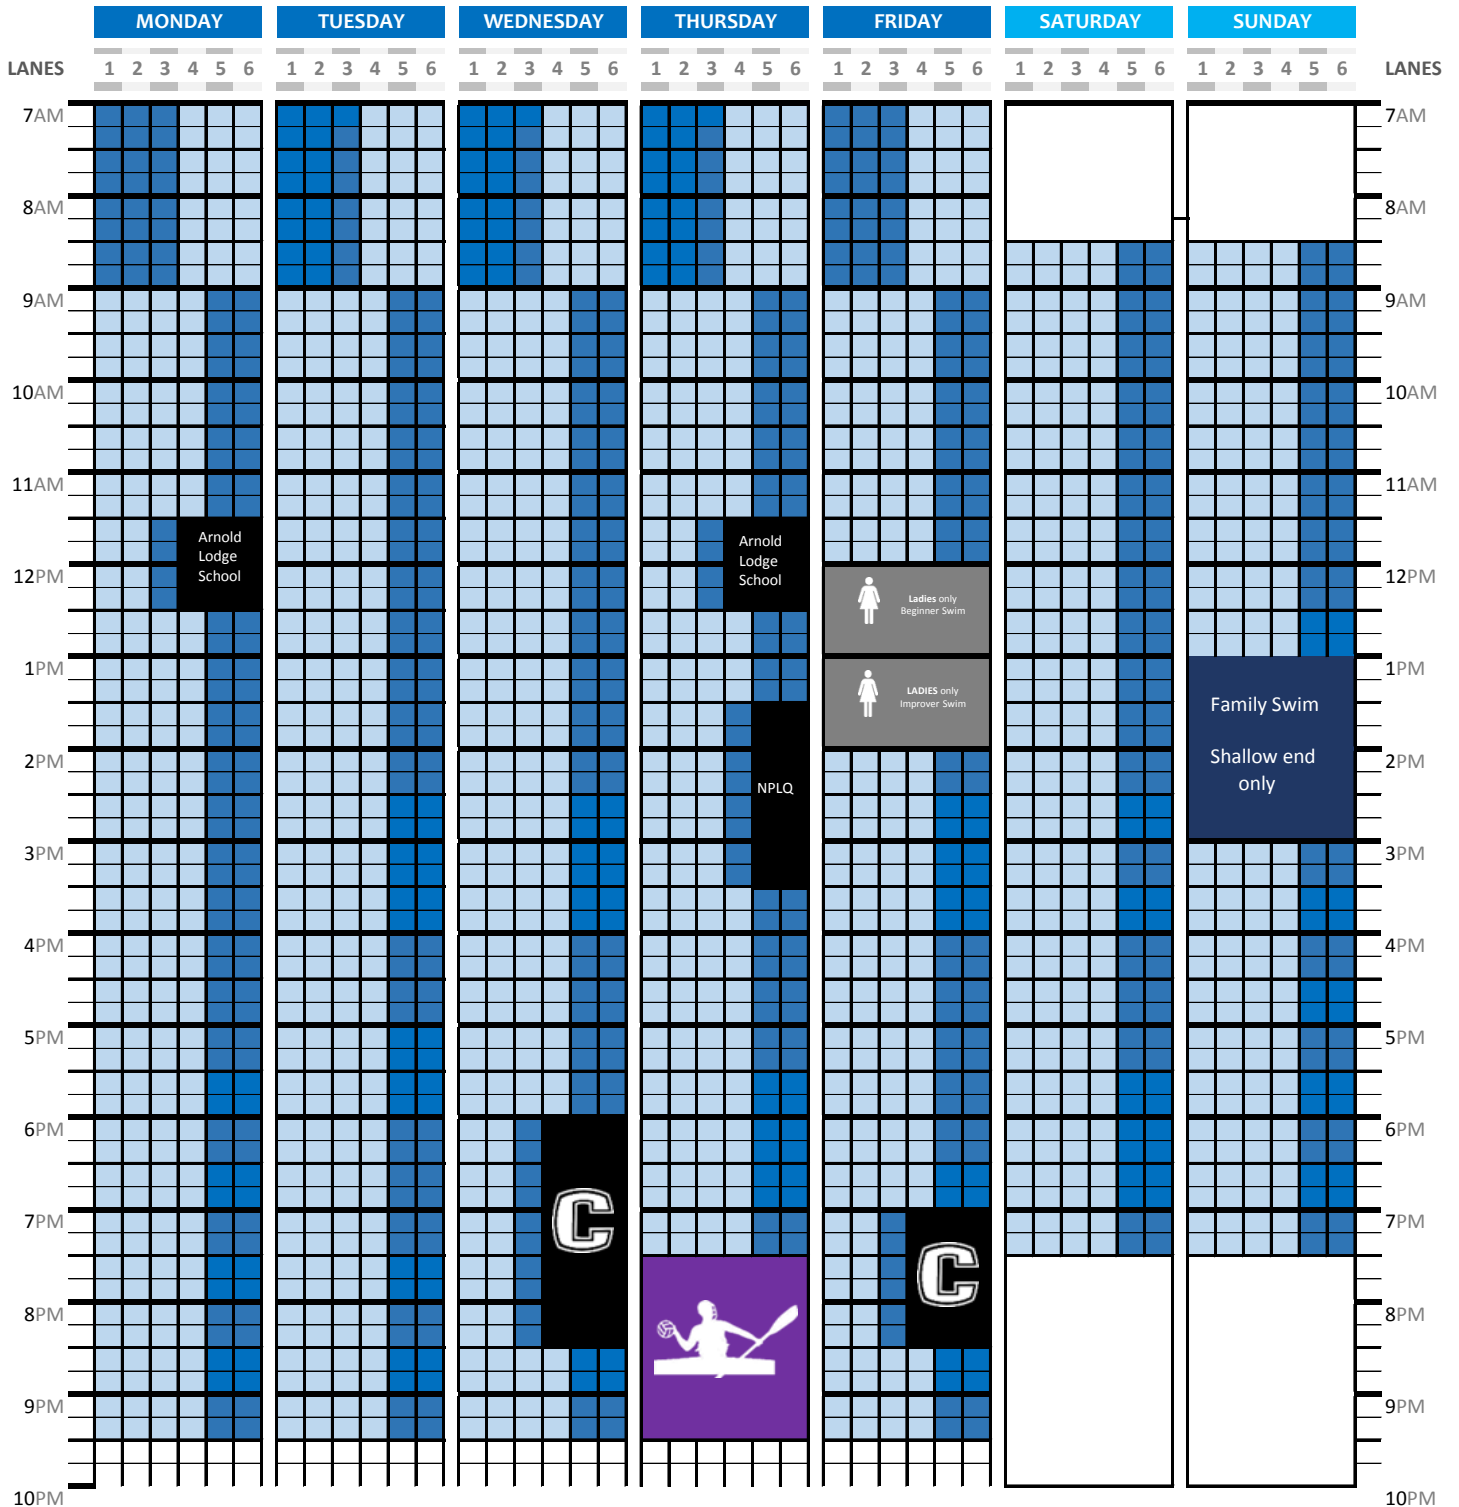 MONDAY TUESDAY WEDNESDAY THURSDAY FRIDAY SATURDAY SUNDAY
LANES 1 2 3 4 5 6 1 2 3 4 5 6 1 2 3 4 5 6 1 2 3 4 5 6 1 2 3 4 5 6 1 2 3 4 5 6 1 2 3 4 5 6 LANES
7AM 7AM
8AM 8AM
9AM 9AM
10AM 10AM
11AM 11AM
Arnold
Lodge
School
Arnold
Lodge
School
12PM 12PM
Ladies only
Beginner Swim
1PM 1PM
LADIES only
Improver Swim
Family Swim
Shallow end
only
2PM 2PM
NPLQ
3PM 3PM
4PM 4PM
5PM 5PM
6PM 6PM
C
7PM 7PM
C
8PM 8PM
9PM 9PM
10PM 10PM